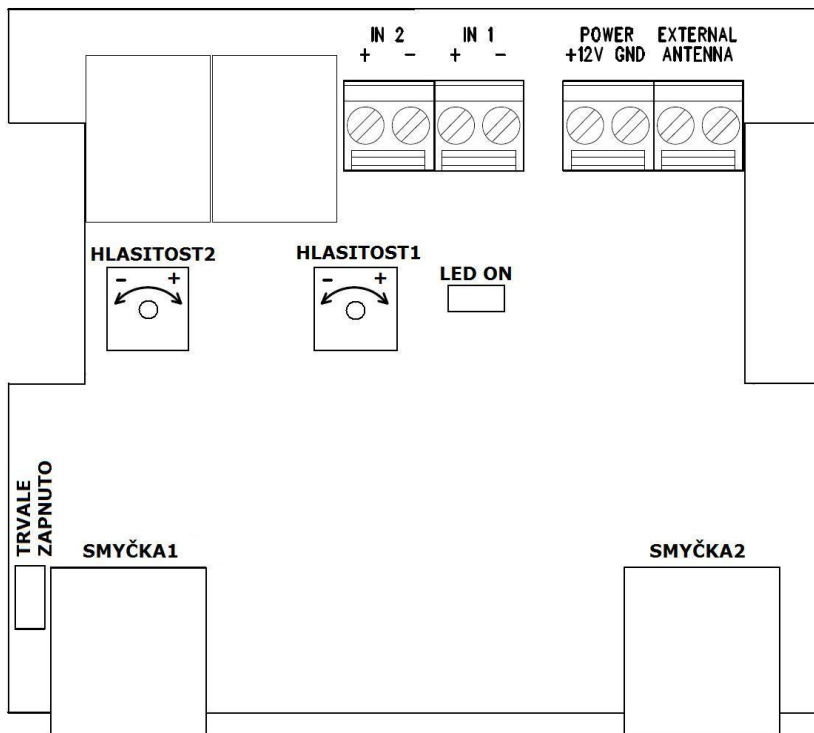 IN 2
+ -
IN 1
+ -
POWER
+12V GND
EXTERNAL
ANTENNA
HLASITOST2
- +
HLASITOST1
- +
LED ON
TRVALE
ZAPNUTO
SMYČKA1
SMYČKA2